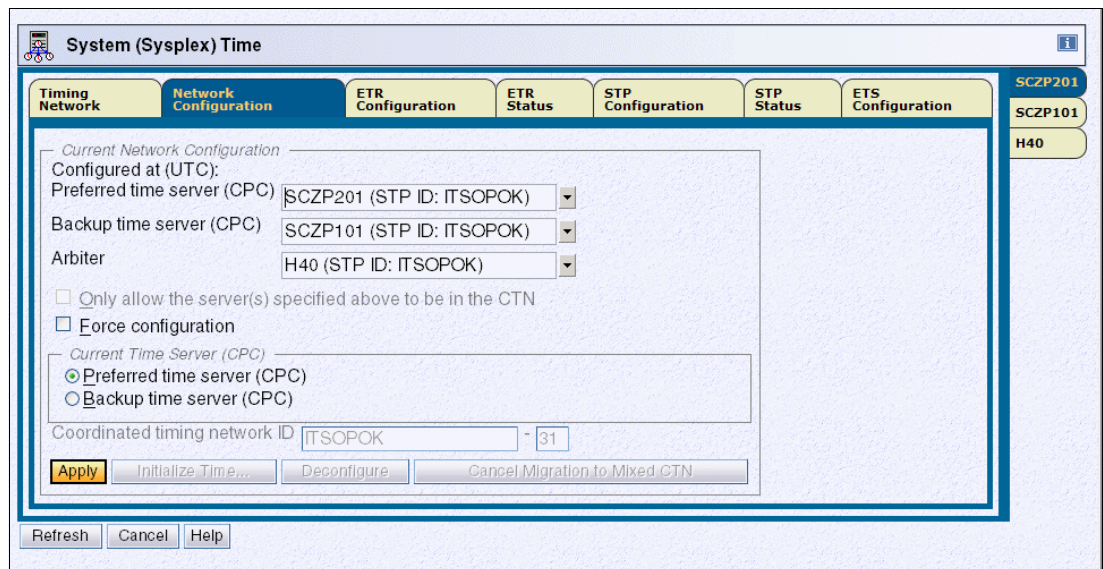 System (Sysplex) Time
i
Timing Network
Network Configuration
ETR Configuration
ETR Status
STP Configuration
STP Status
ETS Configuration
SCZP201
SCZP101
H40
Current Network Configuration
Configured at (UTC):
Preferred time server (CPC) SCZP201 (STP ID: ITSOPOK)
Backup time server (CPC) SCZP101 (STP ID: ITSOPOK)
Arbiter H40 (STP ID: ITSOPOK)
Only allow the server(s) specified above to be in the CTN
Force configuration
Current Time Server (CPC)
Preferred time server (CPC)
Backup time server (CPC)
Coordinated timing network ID ITSOPOK - 31
Apply Initialize Time... Deconfigure Cancel Migration to Mixed CTN
Refresh Cancel Help